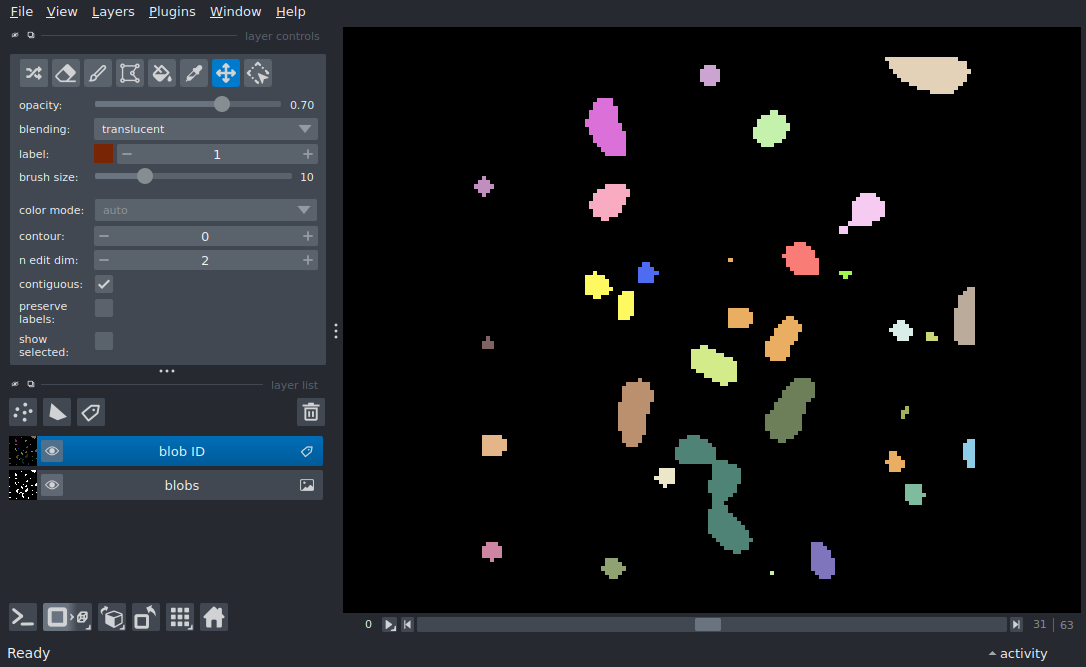 File View Layers Plugins Window Help
layer controls
opacity: 0.70
blending: translucent
label: 1
brush size: 10
color mode: auto
contour: 0
n edit dim: 2
contiguous:
preserve
labels:
show
selected:
layer list
blob ID
blobs
0 31 | 63
Ready activity